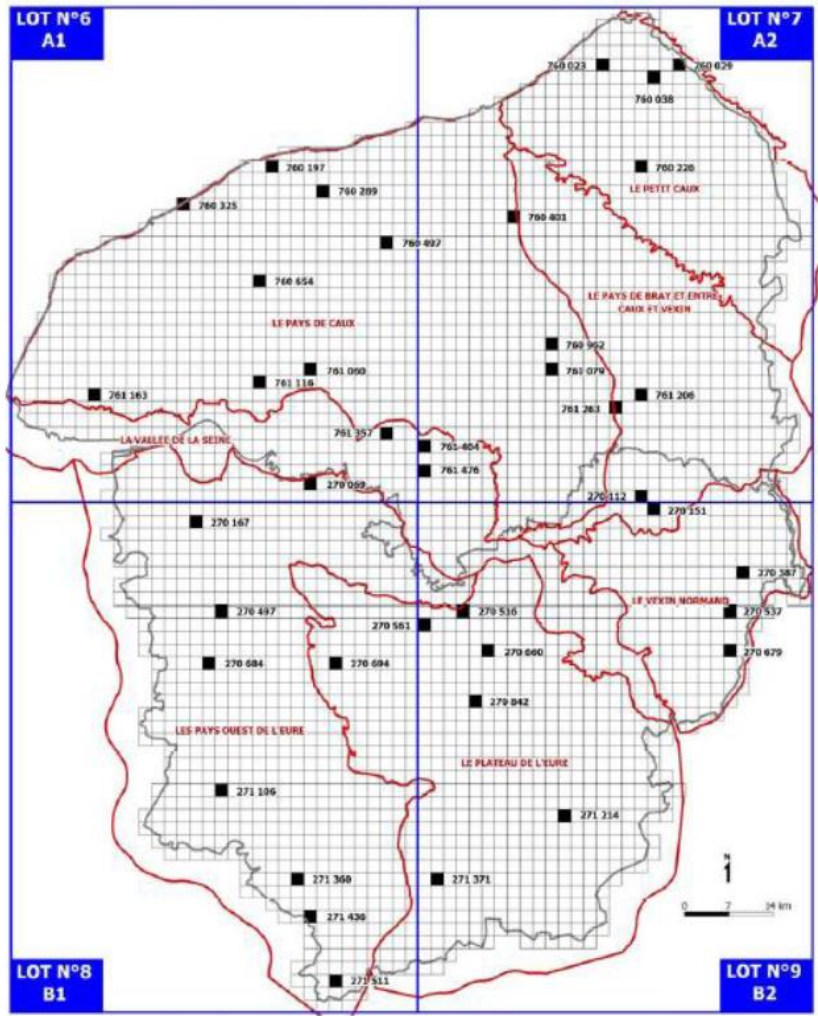 LOT N°6
A1
LOT N°7
A2
760 023
760 029
760 038
760 197
760 226
760 289
LE PETIT CAUX
760 325
760 401
760 497
760 654
LE PAYS DE BRAY ET ENTRE
CAUX ET VEXIN
LE PAYS DE CAUX
760 952
761 060
761 079
761 116
761 163
761 206
761 263
761 357
LA VALLEE DE LA SEINE
761 404
761 476
270 069
270 112
270 151
270 167
270 387
LE VEXIN NORMAND
270 497
270 516
270 537
270 561
270 660
270 679
270 684
270 694
270 842
LES PAYS OUEST DE L'EURE
LE PLATEAU DE L'EURE
271 106
271 214
N
271 360
271 371
0 7 14 km
271 430
LOT N°8
B1
271 511
LOT N°9
B2